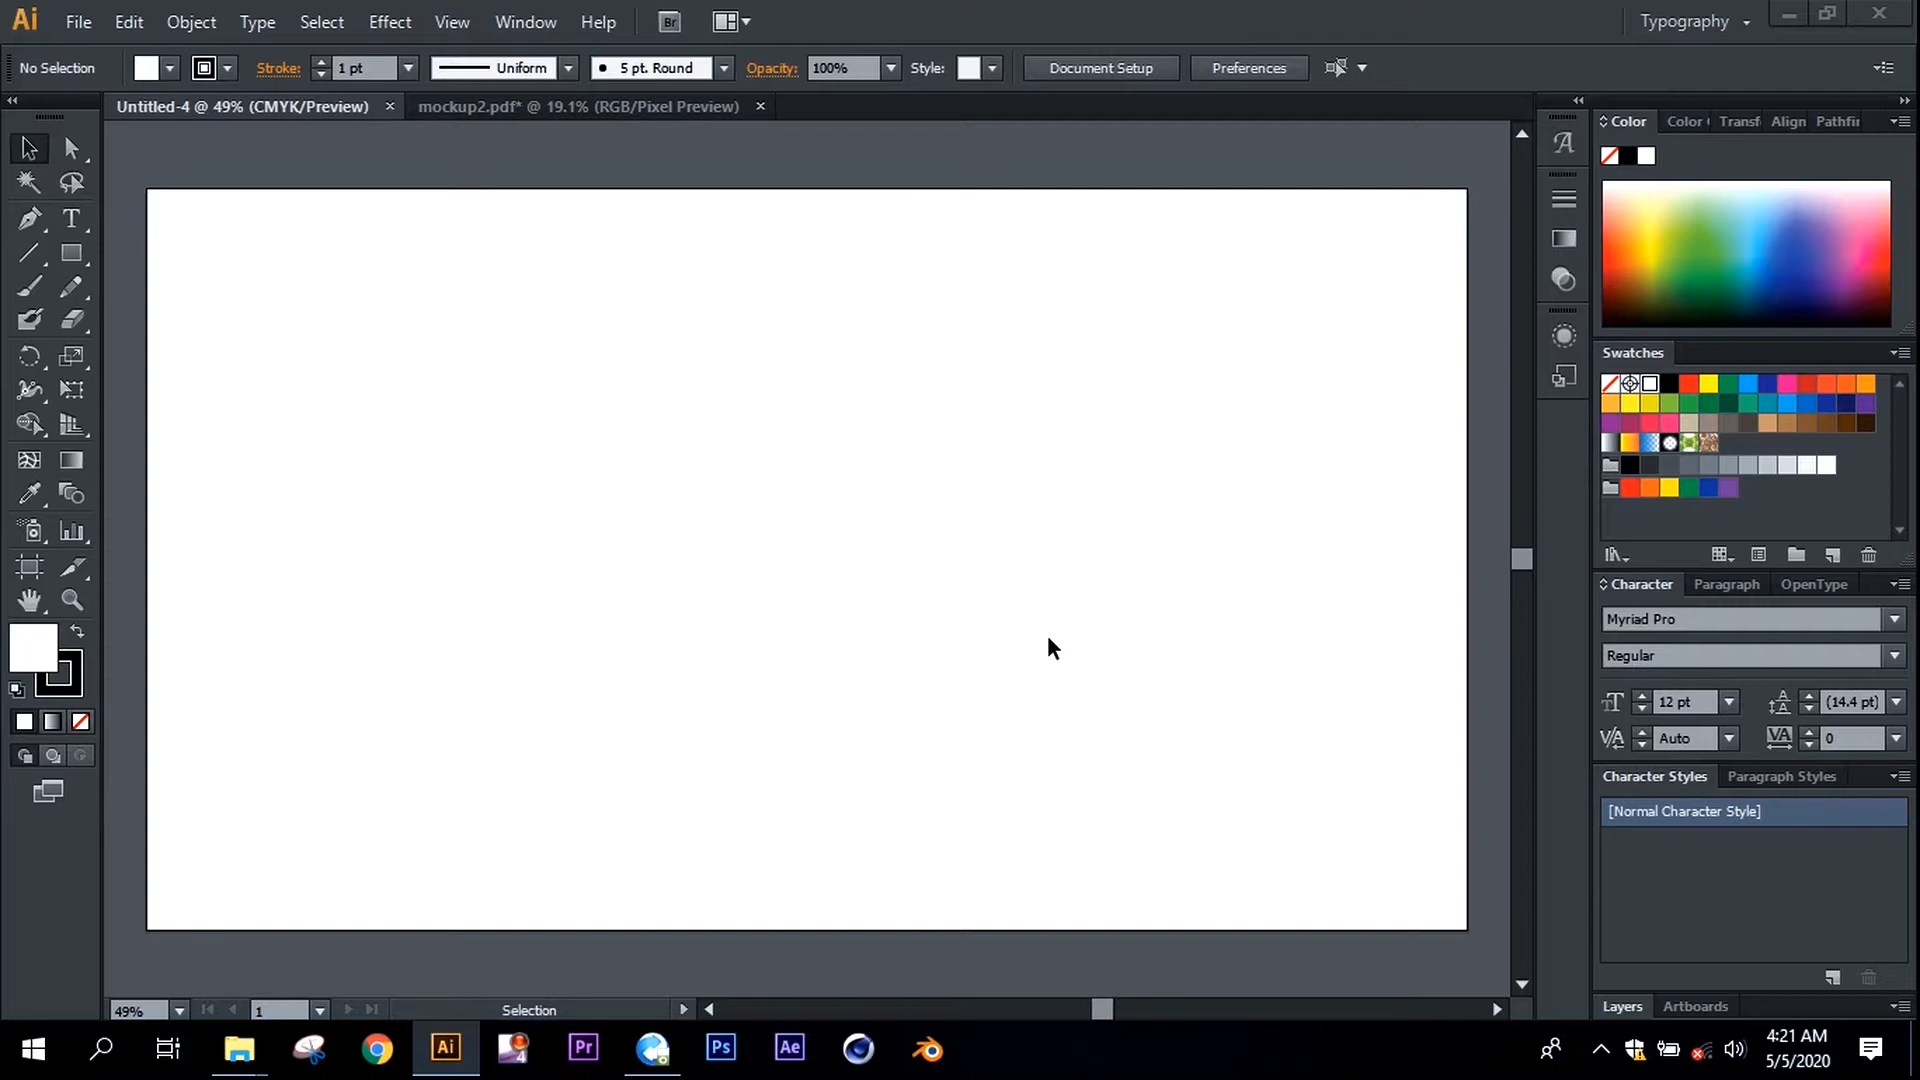 Ai File Edit Object Type Select Effect View Window Help Br Typography
No Selection Stroke: 1 pt Uniform 5 pt. Round Opacity: 100% Style: Document Setup Preferences
Untitled-4 @ 49% (CMYK/Preview) × mockup2.pdf* @ 19.1% (RGB/Pixel Preview) ×
Color Color Transf Align Pathfin
Swatches
Character Paragraph OpenType
Myriad Pro
Regular
12 pt (14.4 pt)
Auto 0
Character Styles Paragraph Styles
[Normal Character Style]
49% 1 Selection
Layers Artboards
Ai 4 Pr Ps Ae
4:21 AM
5/5/2020